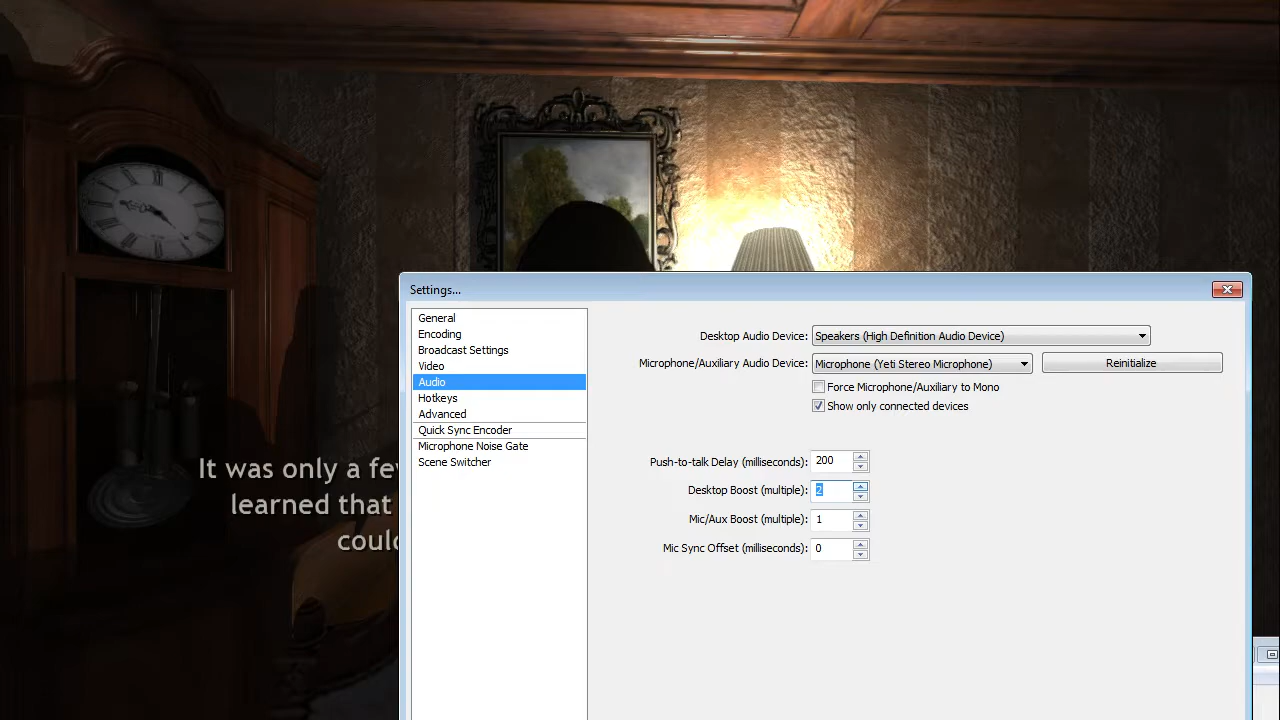 Settings...
General
Encoding
Broadcast Settings
Video
Audio
Hotkeys
Advanced
Quick Sync Encoder
Microphone Noise Gate
Scene Switcher
Desktop Audio Device: Speakers (High Definition Audio Device)
Microphone/Auxiliary Audio Device: Microphone (Yeti Stereo Microphone) Reinitialize
Force Microphone/Auxiliary to Mono
Show only connected devices
Push-to-talk Delay (milliseconds): 200
Desktop Boost (multiple): 2
Mic/Aux Boost (multiple): 1
Mic Sync Offset (milliseconds): 0
It was only a few
learned that
could